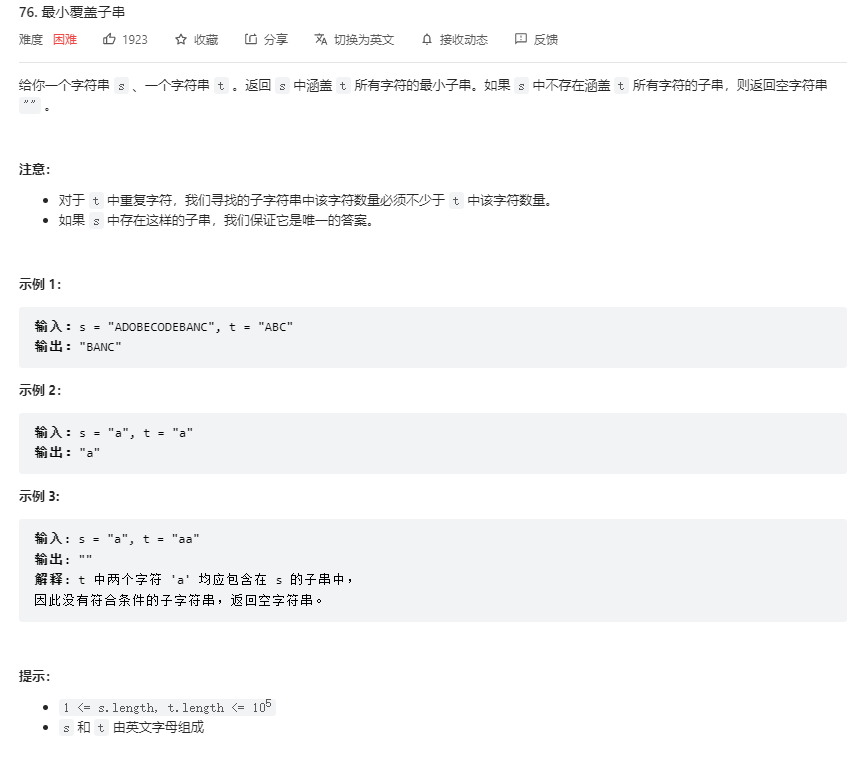 76. 最小覆盖子串
难度 困难 1923 收藏 分享 切换为英文 接收动态 反馈
给你一个字符串 s 、一个字符串 t 。返回 s 中涵盖 t 所有字符的最小子串。如果 s 中不存在涵盖 t 所有字符的子串，则返回空字符串
"" 。
注意：
对于 t 中重复字符，我们寻找的子字符串中该字符数量必须不少于 t 中该字符数量。
如果 s 中存在这样的子串，我们保证它是唯一的答案。
示例 1：
输入：s = "ADOBECODEBANC", t = "ABC"
输出："BANC"
示例 2：
输入：s = "a", t = "a"
输出："a"
示例 3:
输入: s = "a", t = "aa"
输出: ""
解释: t 中两个字符 'a' 均应包含在 s 的子串中，
因此没有符合条件的子字符串，返回空字符串。
提示：
1 <= s.length, t.length <= 10⁵
s 和 t 由英文字母组成